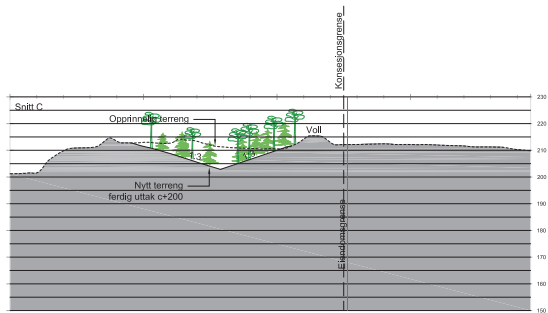 Konsesjonsgrense
Snitt C
Opprinnelig terreng
Voll
1:3
1:3
Nytt terreng
ferdig uttak c+200
Eiendomsgrense
230
220
210
200
190
180
170
160
150